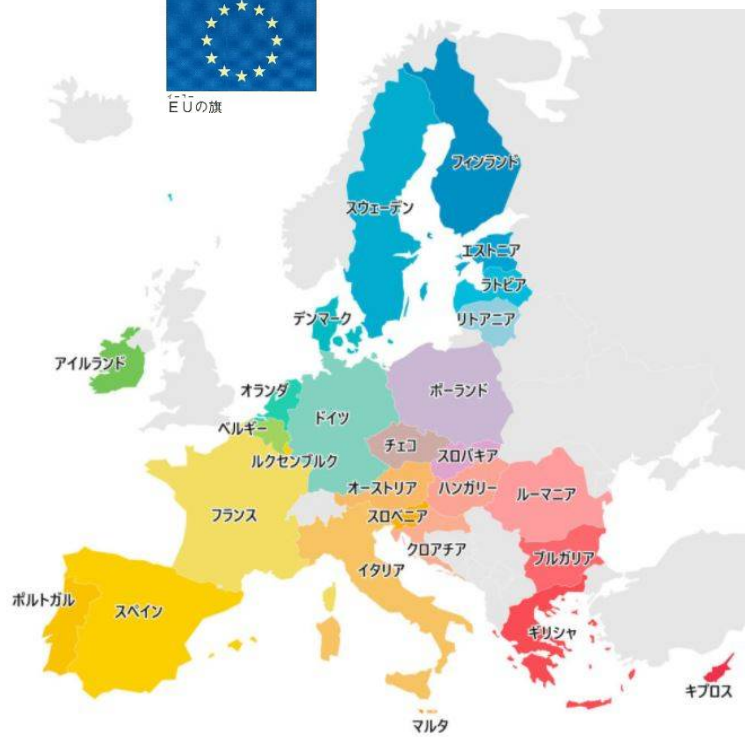 イーユー
EUの旗
フィンランド
スウェーデン
エストニア
ラトビア
リトアニア
デンマーク
アイルランド
オランダ
ポーランド
ドイツ
ベルギー
チェコ
スロバキア
ルクセンブルク
オーストリア
ハンガリー
ルーマニア
フランス
スロベニア
クロアチア
ブルガリア
イタリア
ポルトガル
スペイン
ギリシャ
キプロス
マルタ